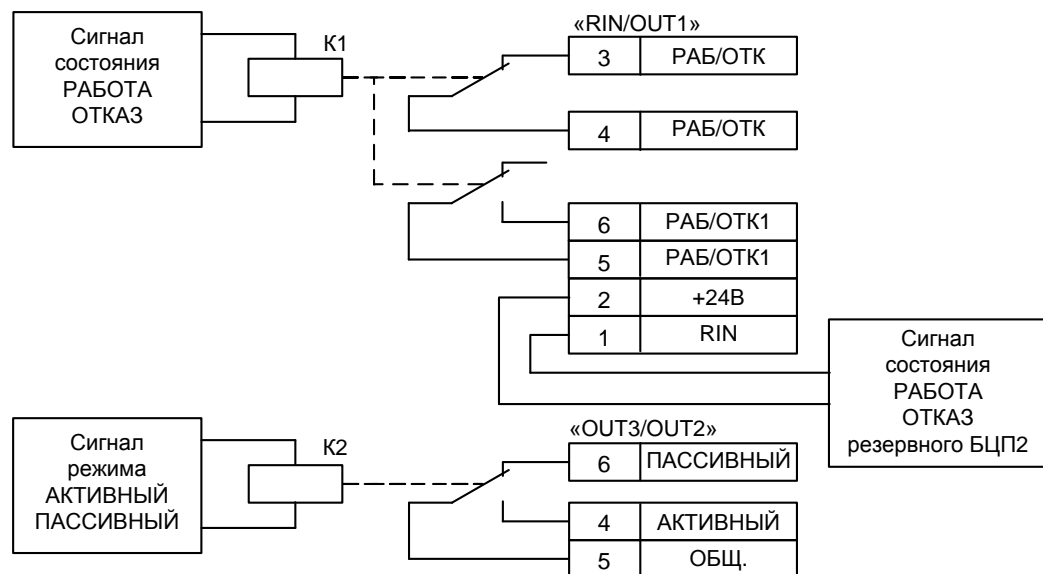 Сигнал
состояния
РАБОТА
ОТКАЗ
К1
«RIN/OUT1»
3 РАБ/ОТК
4 РАБ/ОТК
6 РАБ/ОТК1
5 РАБ/ОТК1
2 +24В
1 RIN
Сигнал
состояния
РАБОТА
ОТКАЗ
резервного БЦП2
Сигнал
режима
АКТИВНЫЙ
ПАССИВНЫЙ
К2
«OUT3/OUT2»
6 ПАССИВНЫЙ
4 АКТИВНЫЙ
5 ОБЩ.